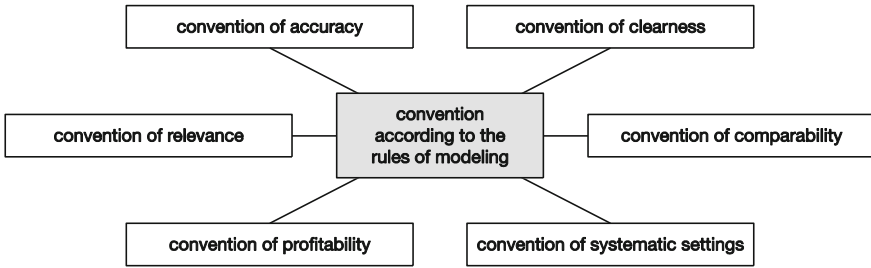 convention of accuracy
convention of clearness
convention
according to the
rules of modeling
convention of relevance
convention of comparability
convention of profitability
convention of systematic settings